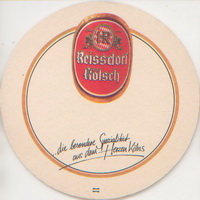 R
Reissdorf
Kölsch
die besondere Spezialität
aus dem Herzen Kölns